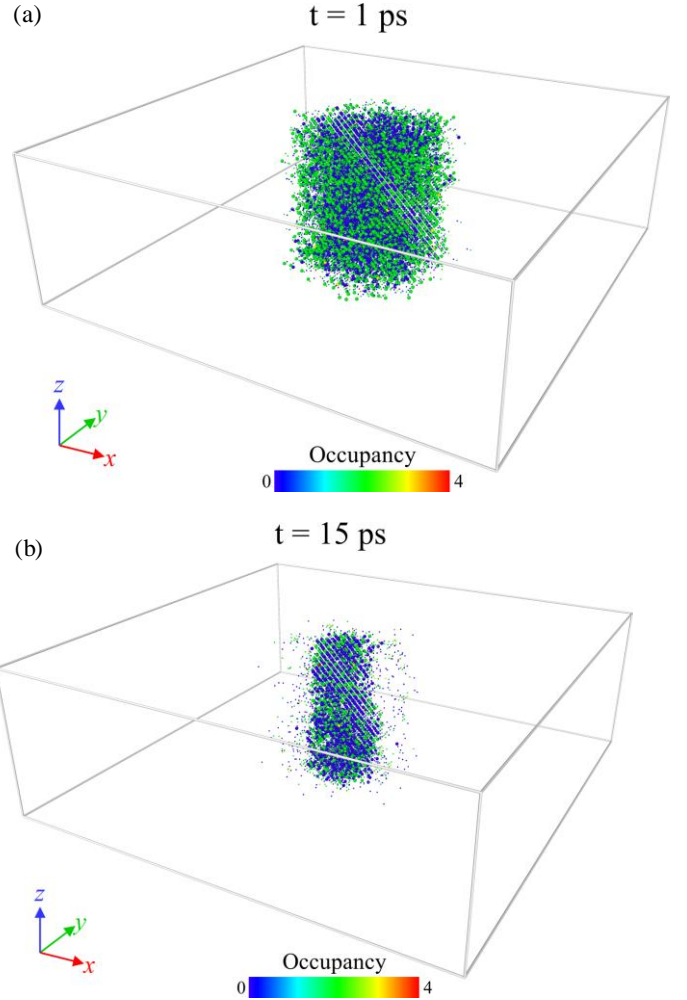 (a)
t = 1 ps
z
y
x
Occupancy
0 4
(b)
t = 15 ps
z
y
x
Occupancy
0 4